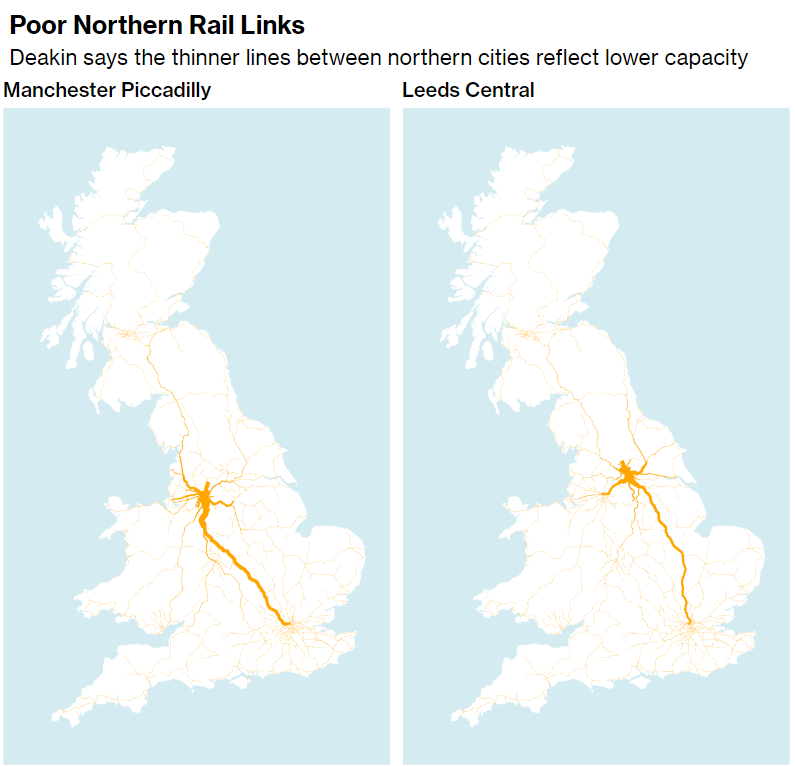 Poor Northern Rail Links
Deakin says the thinner lines between northern cities reflect lower capacity
Manchester Piccadilly
Leeds Central